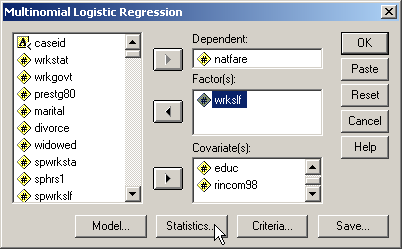 Multinomial Logistic Regression
caseid
wrkstat
wrkgovt
prestg80
marital
divorce
widowed
spwrksta
sphrs1
spwrkslf
Dependent:
natfare
Factor(s):
wrkslf
Covariate(s):
educ
rincom98
OK
Paste
Reset
Cancel
Help
Model...
Statistics...
Criteria...
Save...